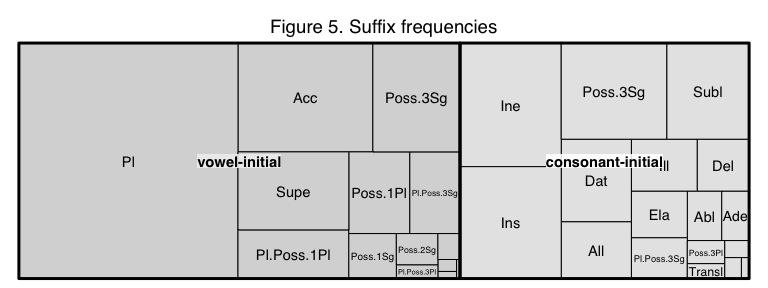 Figure 5. Suffix frequencies
Pl
vowel-initial
Acc
Poss.3Sg
Supe
Poss.1Pl
Pl.Poss.3Sg
Pl.Poss.1Pl
Poss.1Sg
Poss.2Sg
Pl.Poss.3Pl
consonant-initial
Ine
Poss.3Sg
Subl
Ins
Dat
Del
All
Ela
Abl
Ade
Pl.Poss.3Sg
Poss.3Pl
Transl